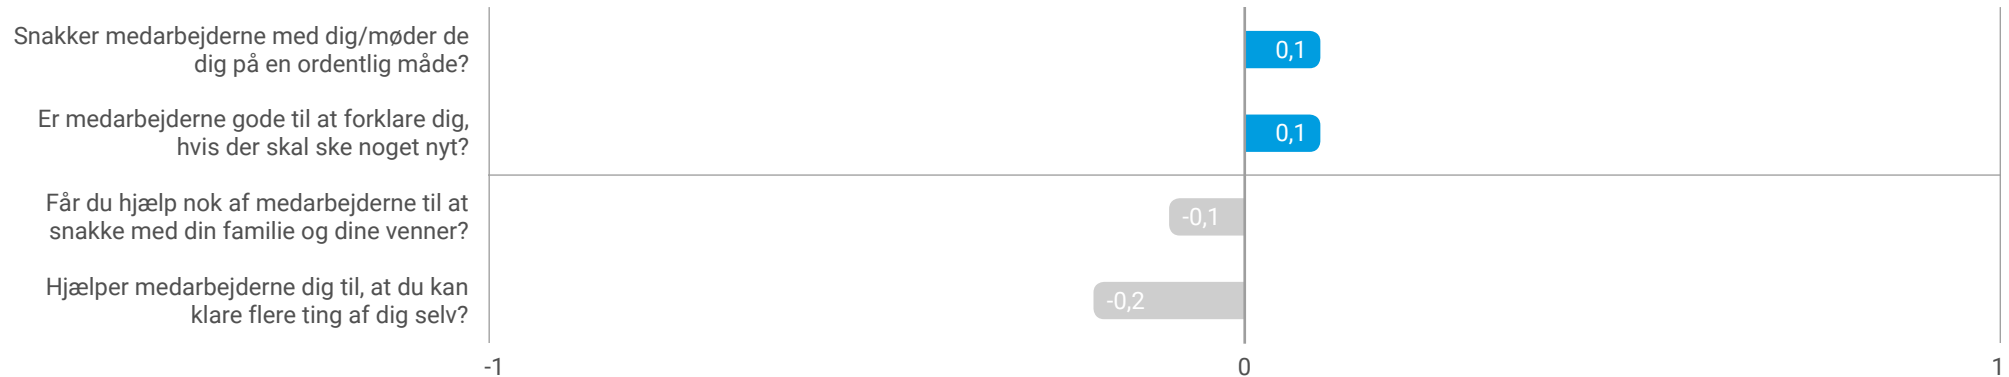 Snakker medarbejderne med dig/møder de
dig på en ordentlig måde?
0,1
Er medarbejderne gode til at forklare dig,
hvis der skal ske noget nyt?
0,1
Får du hjælp nok af medarbejderne til at
snakke med din familie og dine venner?
-0,1
Hjælper medarbejderne dig til, at du kan
klare flere ting af dig selv?
-0,2
-1
0
1